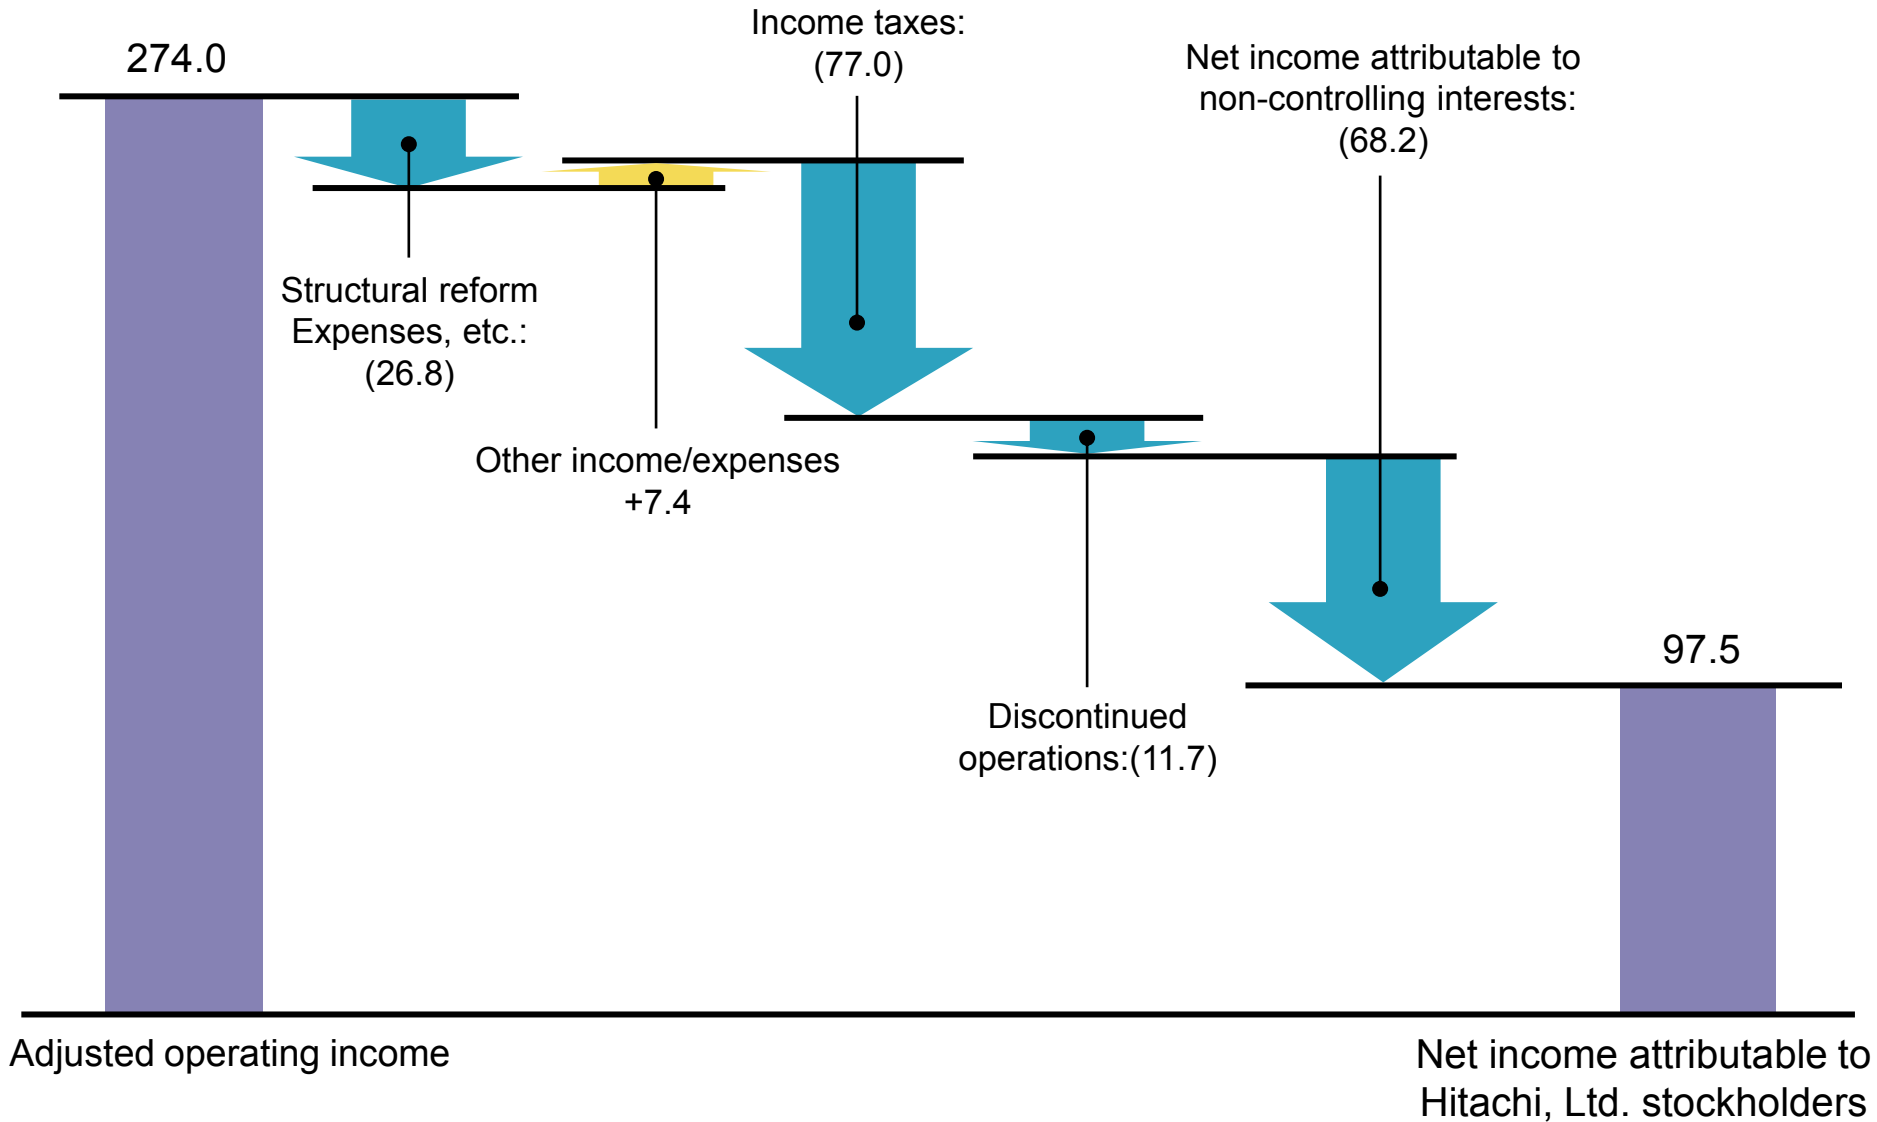 274.0
Structural reform
Expenses, etc.:
(26.8)
Other income/expenses
+7.4
Income taxes:
(77.0)
Discontinued
operations:(11.7)
Net income attributable to
non-controlling interests:
(68.2)
97.5
Adjusted operating income
Net income attributable to
Hitachi, Ltd. stockholders